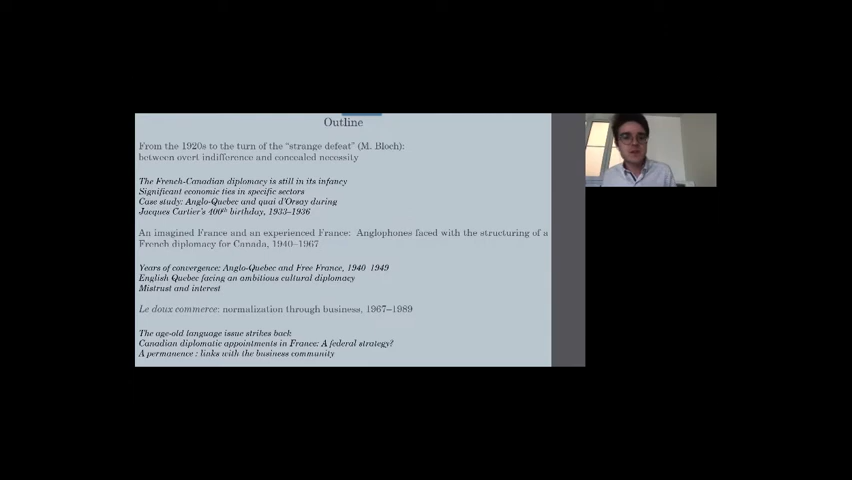 Outline
From the 1920s to the turn of the “strange defeat” (M. Bloch):
between overt indifference and concealed necessity
The French-Canadian diplomacy is still in its infancy
Significant economic ties in specific sectors
Case study: Anglo-Quebec and quai d'Orsay during
Jacques Cartier's 400th birthday, 1933–1936
An imagined France and an experienced France: Anglophones faced with the structuring of a
French diplomacy for Canada, 1940–1967
Years of convergence: Anglo-Quebec and Free France, 1940–1949
English Quebec facing an ambitious cultural diplomacy
Mistrust and interest
Le doux commerce: normalization through business, 1967–1989
The age-old language issue strikes back
Canadian diplomatic appointments in France: A federal strategy?
A permanence : links with the business community